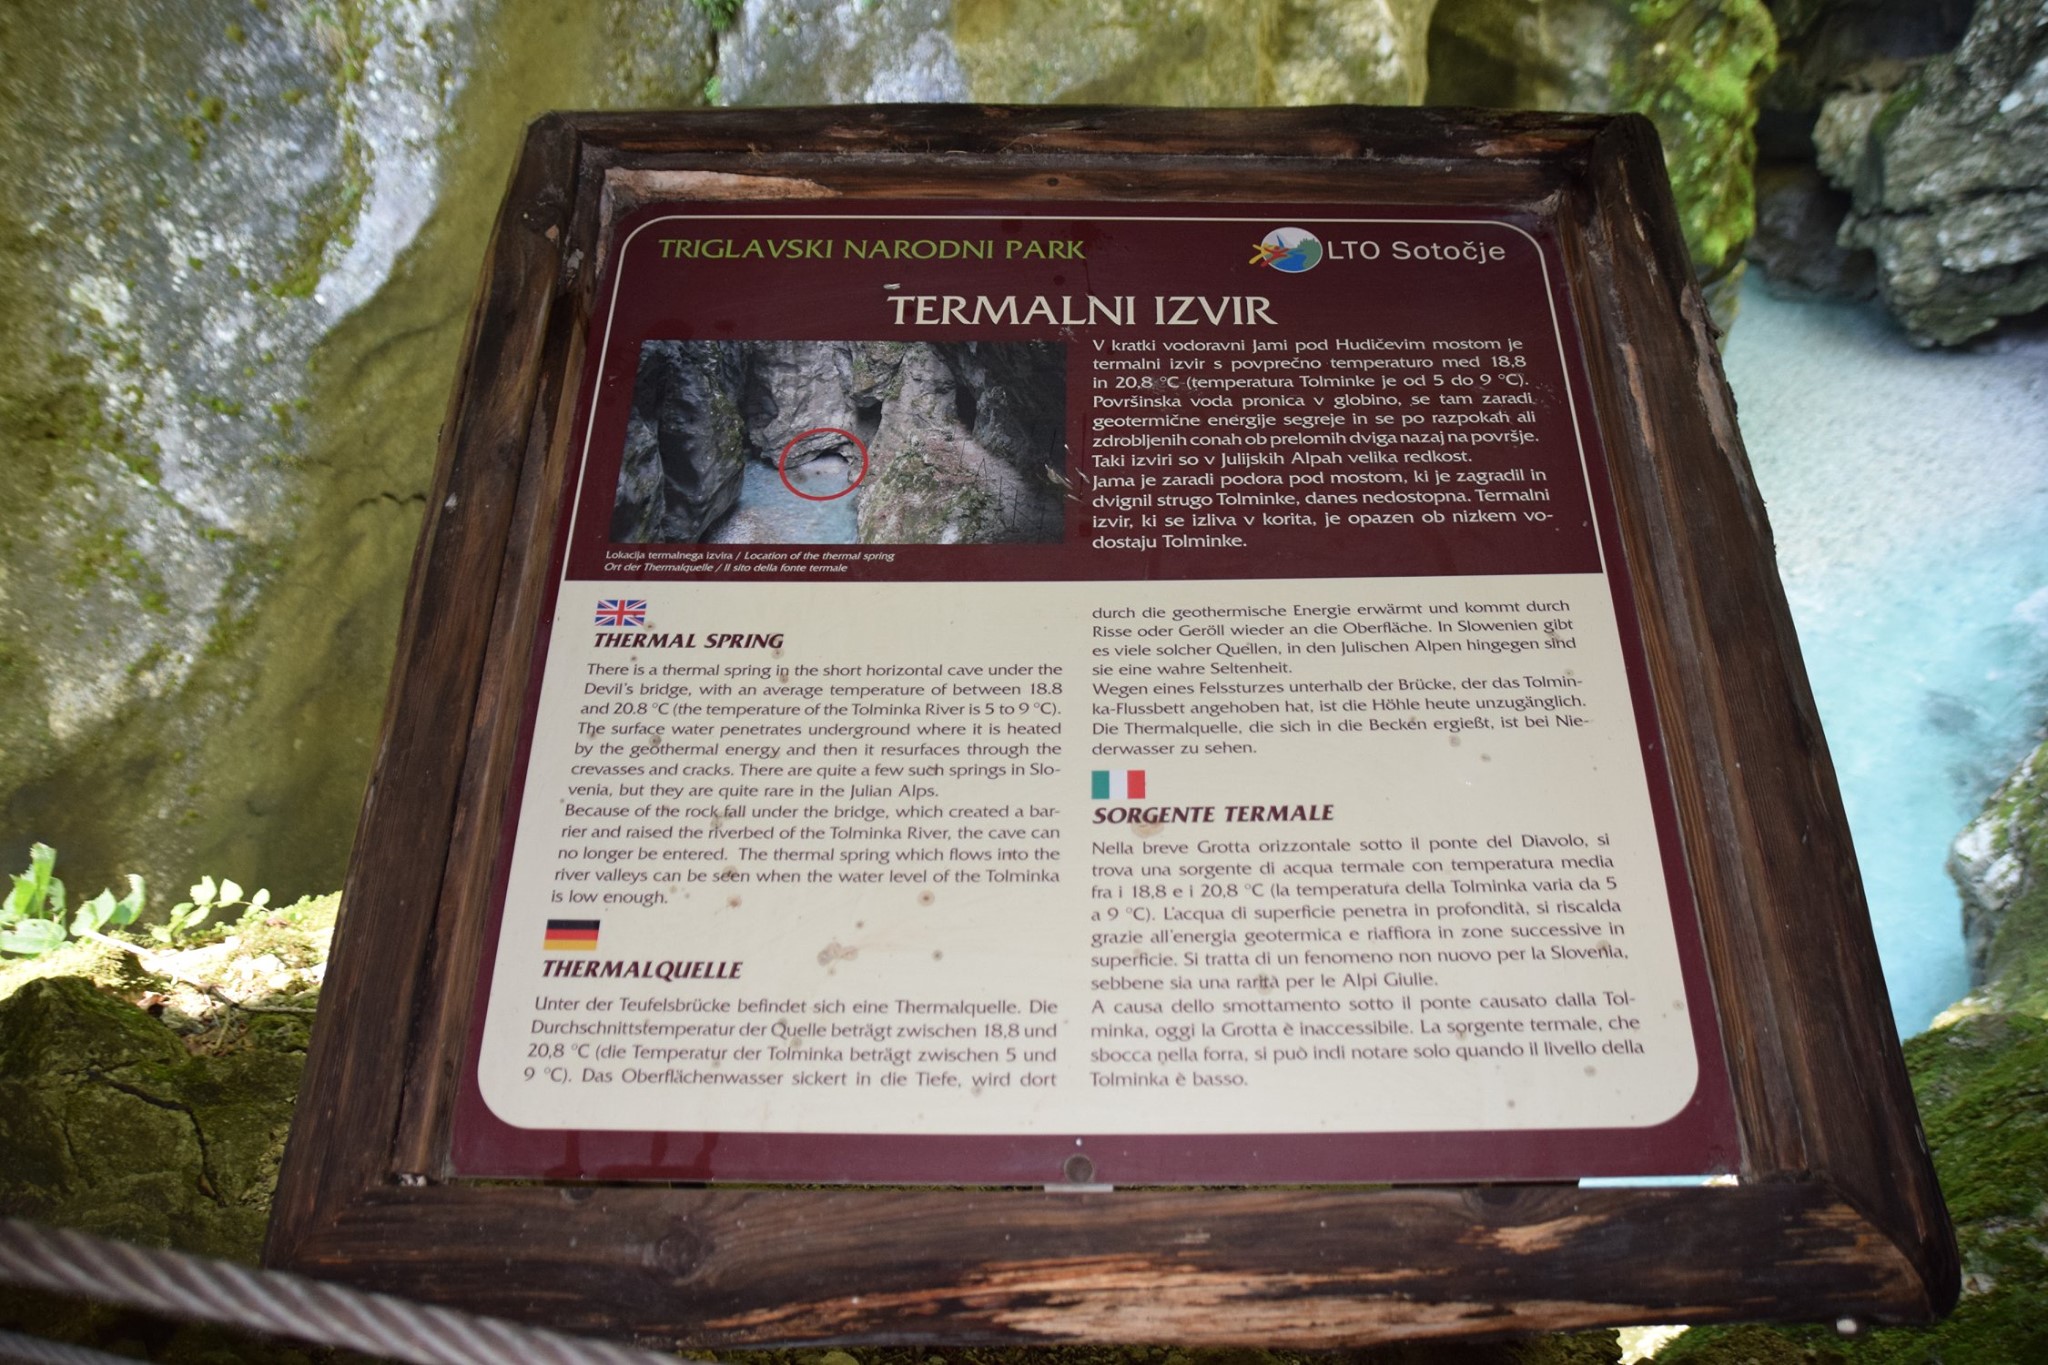 TRIGLAVSKI NARODNI PARK
LTO Sotočje
TERMALNI IZVIR
V kratki vodoravni Jami pod Hudičevim mostom je
termalni izvir s povprečno temperaturo med 18,8
in 20,8 °C (temperatura Tolminke je od 5 do 9 °C).
Površinska voda pronica v globino, se tam zaradi
geotermične energije segreje in se po razpokah ali
zdrobljenih conah ob prelomih dviga nazaj na površje.
Taki izviri so v Julijskih Alpah velika redkost.
Jama je zaradi podora pod mostom, ki je zagradil in
dvignil strugo Tolminke, danes nedostopna. Termalni
izvir, ki se izliva v korita, je opazen ob nizkem vo-
dostaju Tolminke.
Lokacija termalnega izvira / Location of the thermal spring
Ort der Thermalquelle / Il sito della fonte termale
THERMAL SPRING
There is a thermal spring in the short horizontal cave under the
Devil's bridge, with an average temperature of between 18.8
and 20.8 °C (the temperature of the Tolminka River is 5 to 9 °C).
The surface water penetrates underground where it is heated
by the geothermal energy and then it resurfaces through the
crevasses and cracks. There are quite a few such springs in Slo-
venia, but they are quite rare in the Julian Alps.
Because of the rock fall under the bridge, which created a bar-
rier and raised the riverbed of the Tolminka River, the cave can
no longer be entered. The thermal spring which flows into the
river valleys can be seen when the water level of the Tolminka
is low enough.
THERMALQUELLE
Unter der Teufelsbrücke befindet sich eine Thermalquelle. Die
Durchschnittstemperatur der Quelle beträgt zwischen 18,8 und
20,8 °C (die Temperatur der Tolminka beträgt zwischen 5 und
9 °C). Das Oberflächenwasser sickert in die Tiefe, wird dort
durch die geothermische Energie erwärmt und kommt durch
Risse oder Geröll wieder an die Oberfläche. In Slowenien gibt
es viele solcher Quellen, in den Julischen Alpen hingegen sind
sie eine wahre Seltenheit.
Wegen eines Felssturzes unterhalb der Brücke, der das Tolmin-
ka-Flussbett angehoben hat, ist die Höhle heute unzugänglich.
Die Thermalquelle, die sich in die Becken ergießt, ist bei Nie-
derwasser zu sehen.
SORGENTE TERMALE
Nella breve Grotta orizzontale sotto il ponte del Diavolo, si
trova una sorgente di acqua termale con temperatura media
fra i 18,8 e i 20,8 °C (la temperatura della Tolminka varia da 5
a 9 °C). L'acqua di superficie penetra in profondità, si riscalda
grazie all'energia geotermica e riaffiora in zone successive in
superficie. Si tratta di un fenomeno non nuovo per la Slovenia,
sebbene sia una rarità per le Alpi Giulie.
A causa dello smottamento sotto il ponte causato dalla Tol-
minka, oggi la Grotta è inaccessibile. La sorgente termale, che
sbocca nella forra, si può indi notare solo quando il livello della
Tolminka è basso.